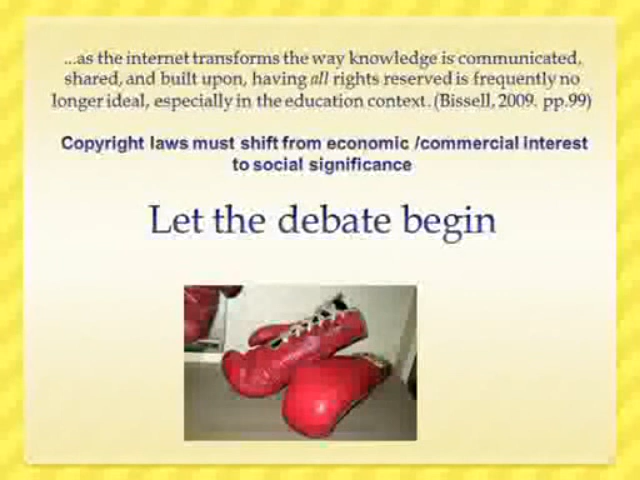 ...as the internet transforms the way knowledge is communicated,
shared, and built upon, having all rights reserved is frequently no
longer ideal, especially in the education context. (Bissell, 2009. pp.99)
Copyright laws must shift from economic /commercial interest
to social significance
Let the debate begin